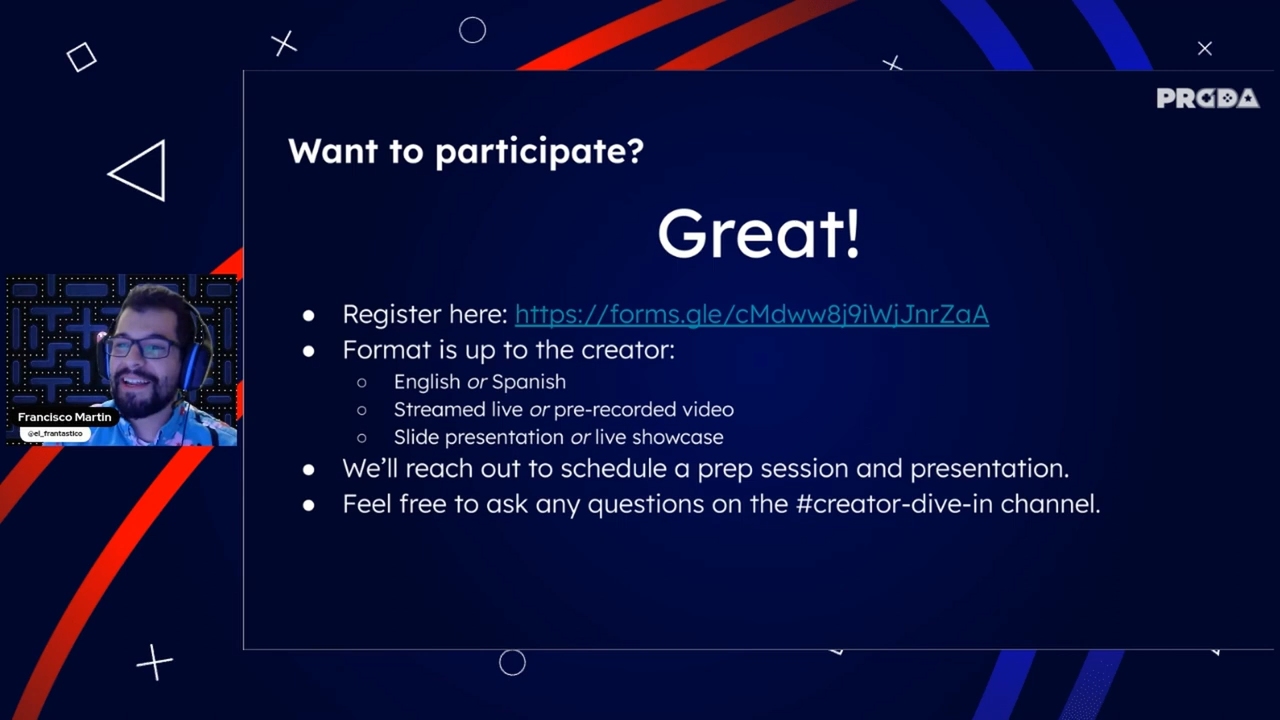 PRGDA
Want to participate?
Great!
● Register here: https://forms.gle/cMdww8j9iWjJnrZaA
● Format is up to the creator:
○ English or Spanish
○ Streamed live or pre-recorded video
○ Slide presentation or live showcase
● We’ll reach out to schedule a prep session and presentation.
● Feel free to ask any questions on the #creator-dive-in channel.
Francisco Martin
@el_frantastico